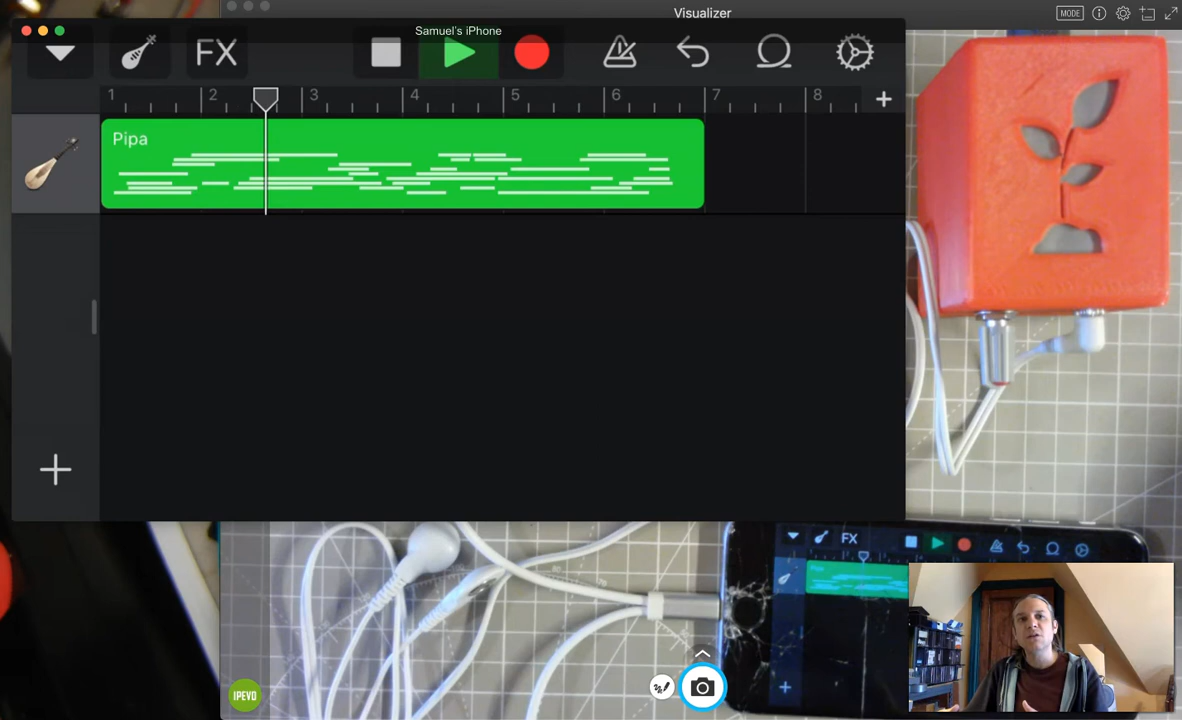 Visualizer
MODE
Samuel's iPhone
FX
1 2 3 4 5 6 7 8
Pipa
FX
IPEVO